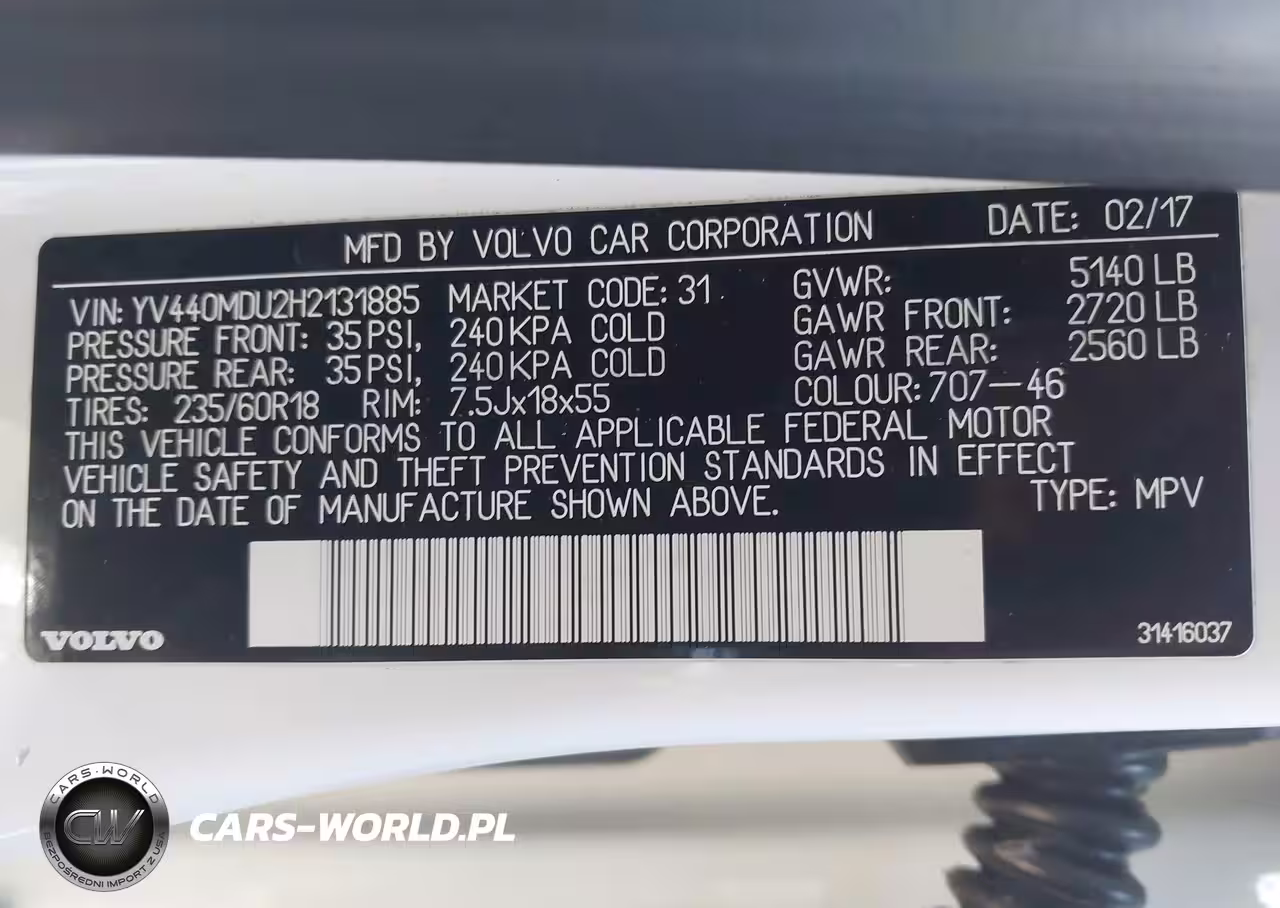 MFD BY VOLVO CAR CORPORATION DATE: 02/17
VIN: YV440MDU2H2131885 MARKET CODE: 31 GVWR: 5140 LB
PRESSURE FRONT: 35 PSI, 240 KPA COLD GAWR FRONT: 2720 LB
PRESSURE REAR: 35 PSI, 240 KPA COLD GAWR REAR: 2560 LB
TIRES: 235/60R18 RIM: 7.5Jx18x55 COLOUR: 707-46
THIS VEHICLE CONFORMS TO ALL APPLICABLE FEDERAL MOTOR
VEHICLE SAFETY AND THEFT PREVENTION STANDARDS IN EFFECT
ON THE DATE OF MANUFACTURE SHOWN ABOVE. TYPE: MPV
VOLVO 31416037
CARS-WORLD
CW
BEZPOŚREDNI IMPORT Z USA
CARS-WORLD.PL